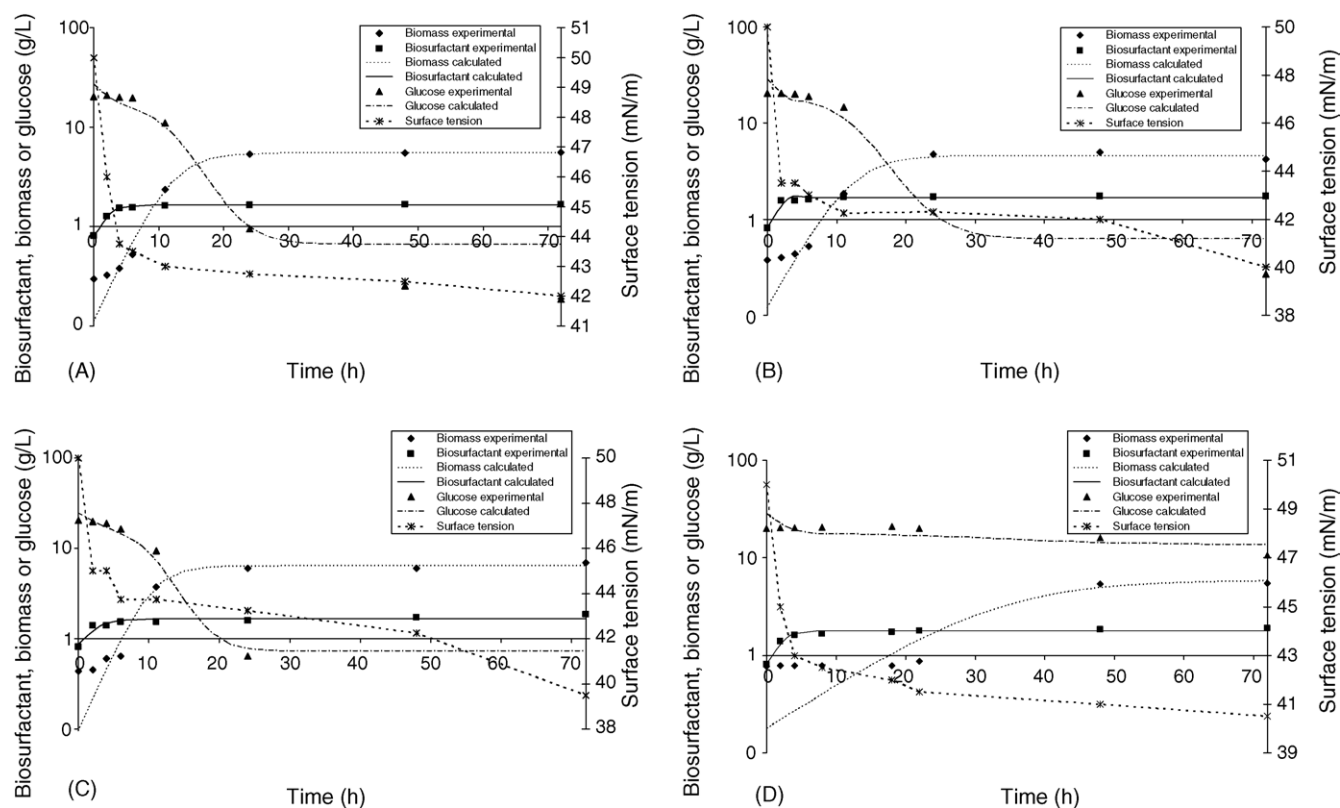 Biosurfactant, biomass or glucose (g/L)
100
10
1
0
0
10
20
30
40
50
60
72
51
50
49
48
47
46
45
44
43
42
41
Surface tension (mN/m)
Biomess experimental
Biosurfactant experimental
Biomass calculated
Biosurfactant calculated
Glucose experimental
Glucose calculated
Surface tension
(A)
Time (h)
Biosurfactant, biomass or glucose (g/L)
100
10
1
0
0
10
20
30
40
50
60
72
50
48
46
44
42
40
38
Surface tension (mN/m)
Biomass experimental
Biosurfactant experimental
Biomass calculated
Biosurfactant calculated
Glucose experimental
Glucose calculated
Surface tension
(B)
Time (h)
Biosurfactant, biomass or glucose (g/L)
100
10
1
0
0
10
20
30
40
50
60
72
50
48
46
44
42
40
38
Surface tension (mN/m)
Biomass experimental
Biosurfactant experimental
Biomass calculated
Biosurfactant calculated
Glucose experimental
Glucose calculated
Surface tension
(C)
Time (h)
Biosurfactant, biomass or glucose (g/L)
100
10
1
0
0
10
20
30
40
50
60
72
51
49
47
45
43
41
39
Surface tension (mN/m)
Biomass experimental
Biosurfactant experimental
Biomass calculated
Biosurfactant calculated
Glucose experimental
Glucose calculated
Surface tension
(D)
Time (h)